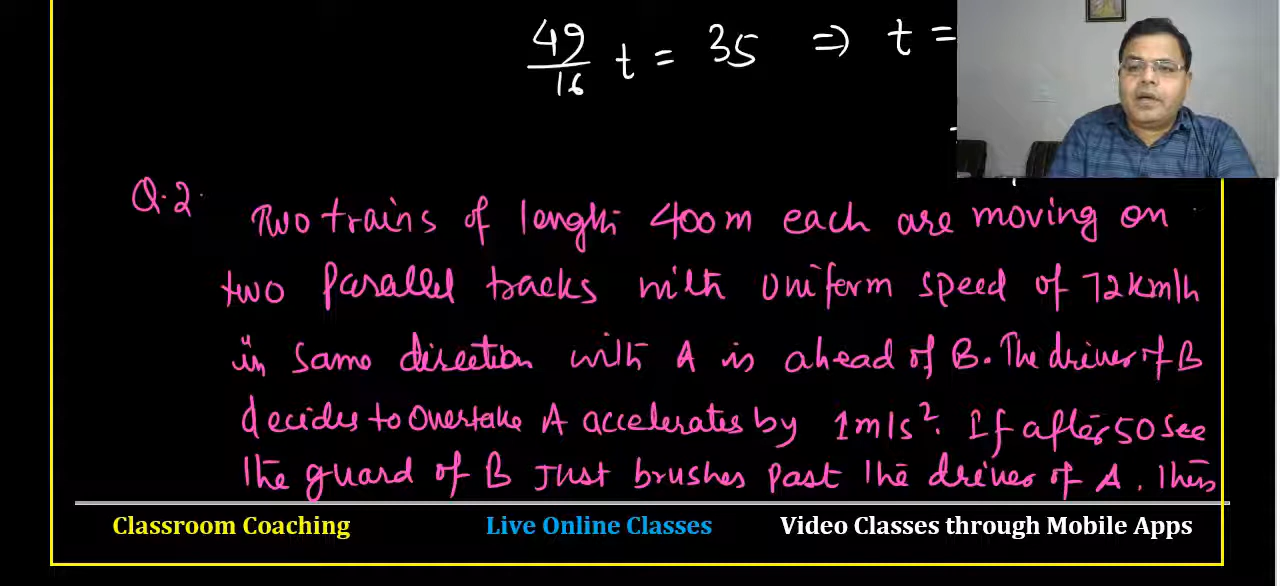 49/16 t = 35 ⇒ t =
Q.2. Two trains of length 400m each are moving on
two Parallel tracks with uniform speed of 72km/h
in same direction with A is ahead of B. The driver of B
decides to overtake A accelerates by 1m/s². If after 50 sec
the guard of B Just brushes past the driver of A, then
Classroom Coaching Live Online Classes Video Classes through Mobile Apps